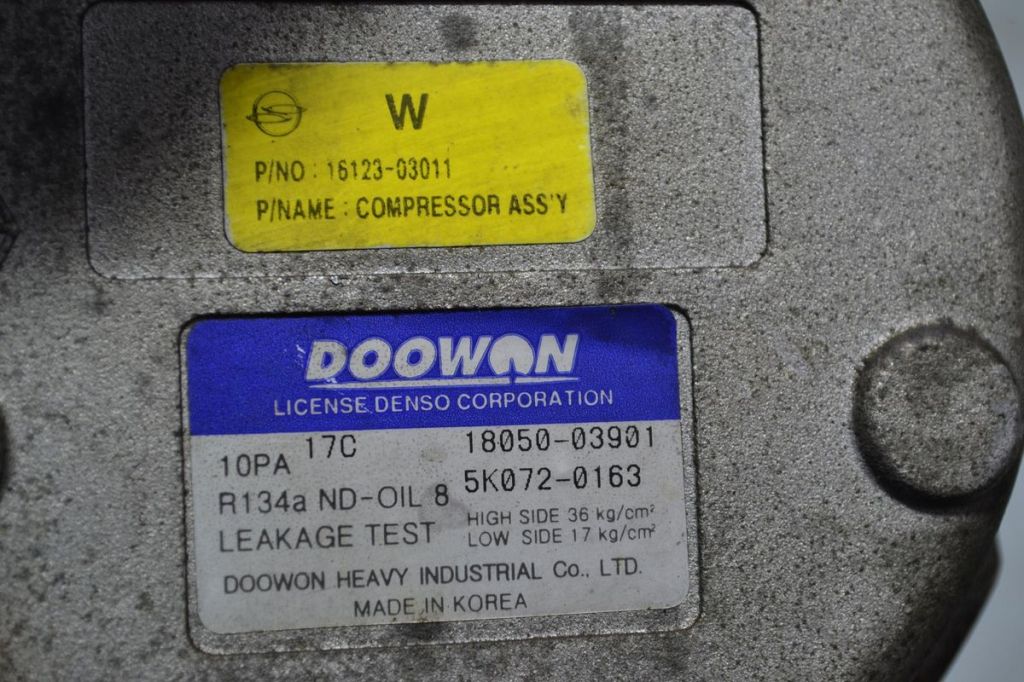 W
P/NO : 16123-03011
P/NAME : COMPRESSOR ASS'Y
DOOWON
LICENSE DENSO CORPORATION
10PA 17C 18050-03901
R134a ND-OIL 8 5K072-0163
LEAKAGE TEST HIGH SIDE 36 kg/cm²
LOW SIDE 17 kg/cm²
DOOWON HEAVY INDUSTRIAL Co., LTD.
MADE IN KOREA